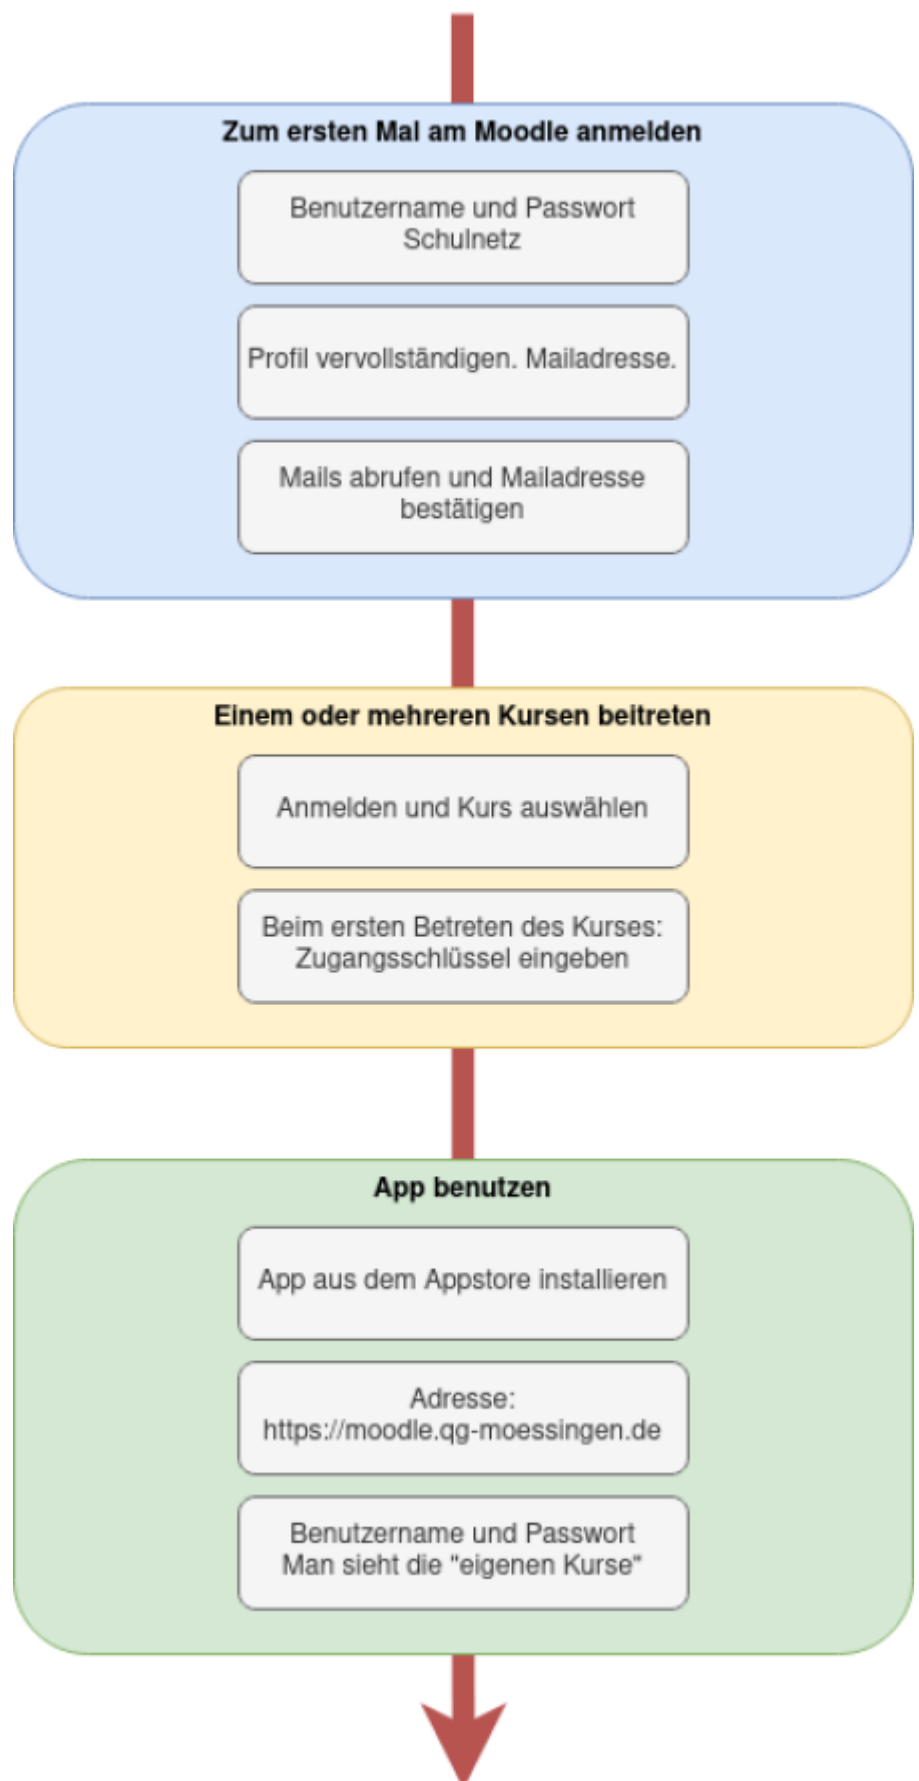 Zum ersten Mal am Moodle anmelden
Benutzername und Passwort
Schulnetz
Profil vervollständigen. Mailadresse.
Mails abrufen und Mailadresse
bestätigen
Einem oder mehreren Kursen beitreten
Anmelden und Kurs auswählen
Beim ersten Betreten des Kurses:
Zugangsschlüssel eingeben
App benutzen
App aus dem Appstore installieren
Adresse:
https://moodle.qg-moessingen.de
Benutzername und Passwort
Man sieht die "eigenen Kurse"